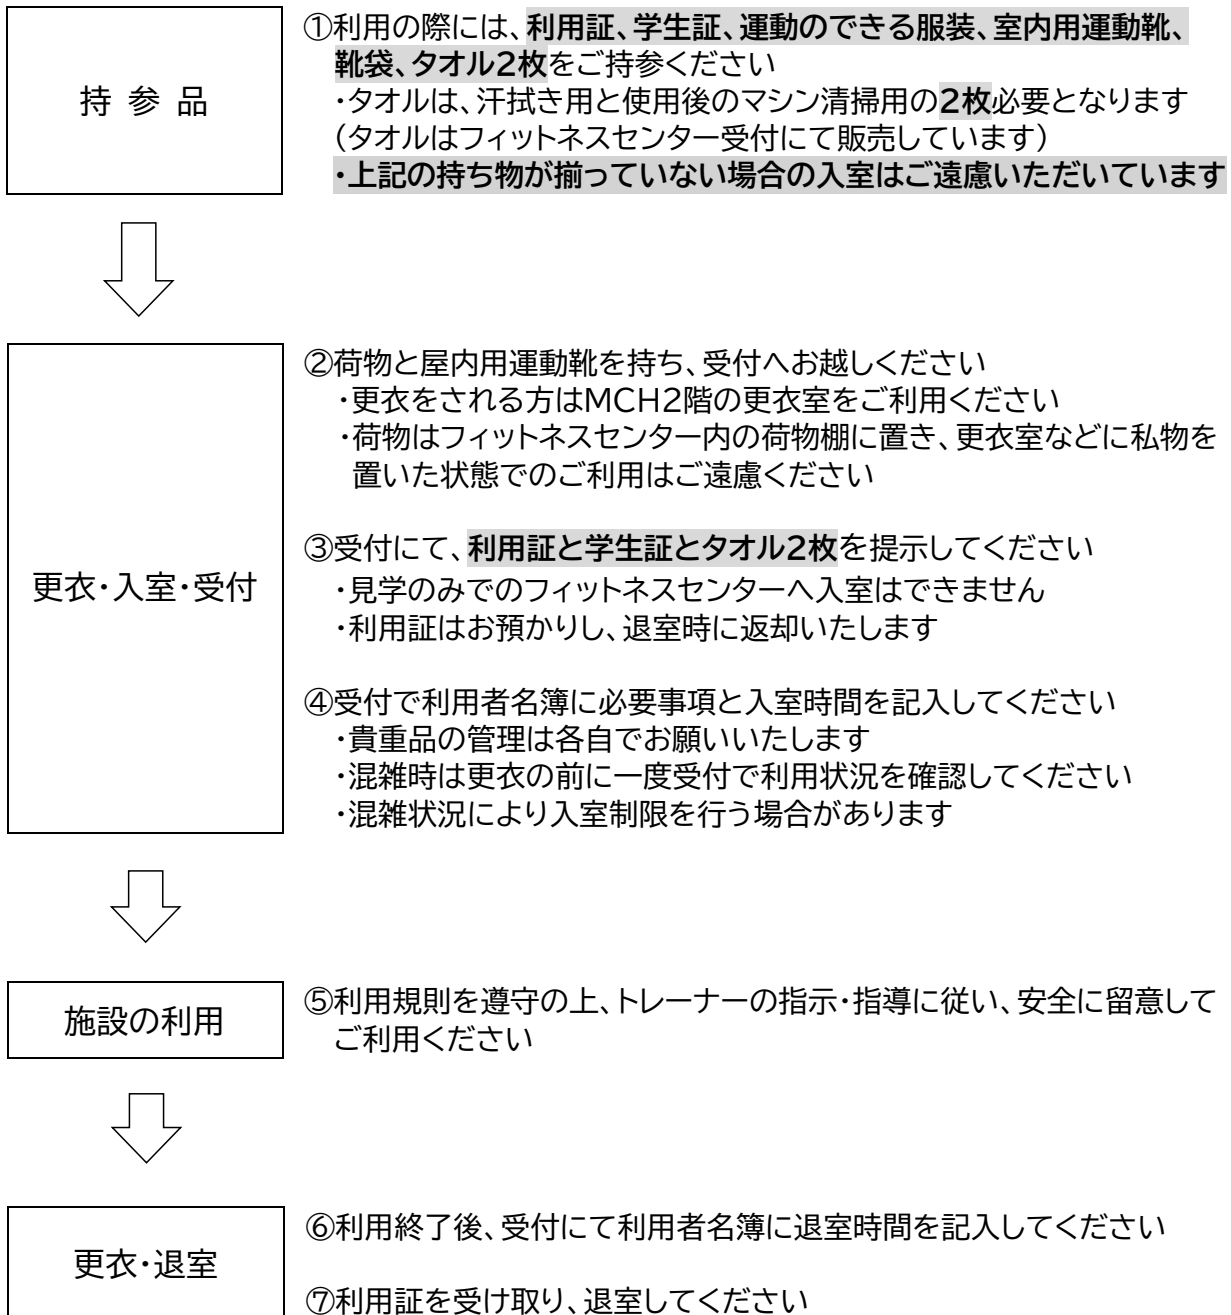 持 参 品
①利用の際には、利用証、学生証、運動のできる服装、室内用運動靴、
靴袋、タオル2枚をご持参ください
・タオルは、汗拭き用と使用後のマシン清掃用の2枚必要となります
(タオルはフィットネスセンター受付にて販売しています)
・上記の持ち物が揃っていない場合の入室はご遠慮いただいています
更衣・入室・受付
②荷物と屋内用運動靴を持ち、受付へお越しください
・更衣をされる方はMCH2階の更衣室をご利用ください
・荷物はフィットネスセンター内の荷物棚に置き、更衣室などに私物を
置いた状態でのご利用はご遠慮ください
③受付にて、利用証と学生証とタオル2枚を提示してください
・見学のみでのフィットネスセンターへ入室はできません
・利用証はお預かりし、退室時に返却いたします
④受付で利用者名簿に必要事項と入室時間を記入してください
・貴重品の管理は各自でお願いいたします
・混雑時は更衣の前に一度受付で利用状況を確認してください
・混雑状況により入室制限を行う場合があります
施設の利用
⑤利用規則を遵守の上、トレーナーの指示・指導に従い、安全に留意して
ご利用ください
更衣・退室
⑥利用終了後、受付にて利用者名簿に退室時間を記入してください
⑦利用証を受け取り、退室してください